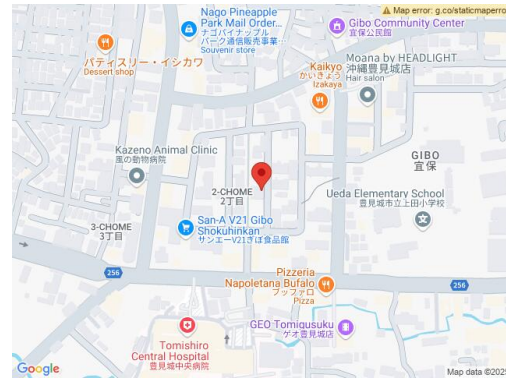 Map error: g.co/staticmaperro
Nago Pineapple
Park Mail Order...
ナゴパイナップル
パーク通信販売事業…
Souvenir store
Gibo Community Center
宜保公民館
パティスリー・イシカワ
Dessert shop
Moana by HEADLIGHT
沖縄豊見城店
Hair salon
Kaikyo
かいきょう
Izakaya
Kazeno Animal Clinic
風の動物病院
GIBO
宜保
2-CHOME
2丁目
Ueda Elementary School
豊見城市立上田小学校
3-CHOME
3丁目
San-A V21 Gibo
Shokuhinkan
サンエーV21ぎぼ食品館
256
256
Pizzeria
Napoletana Bufalo
ブッファロ
Pizza
GEO Tomigusuku
ゲオ豊見城店
Tomishiro
Central Hospital
豊見城中央病院
Google
Map data ©2025